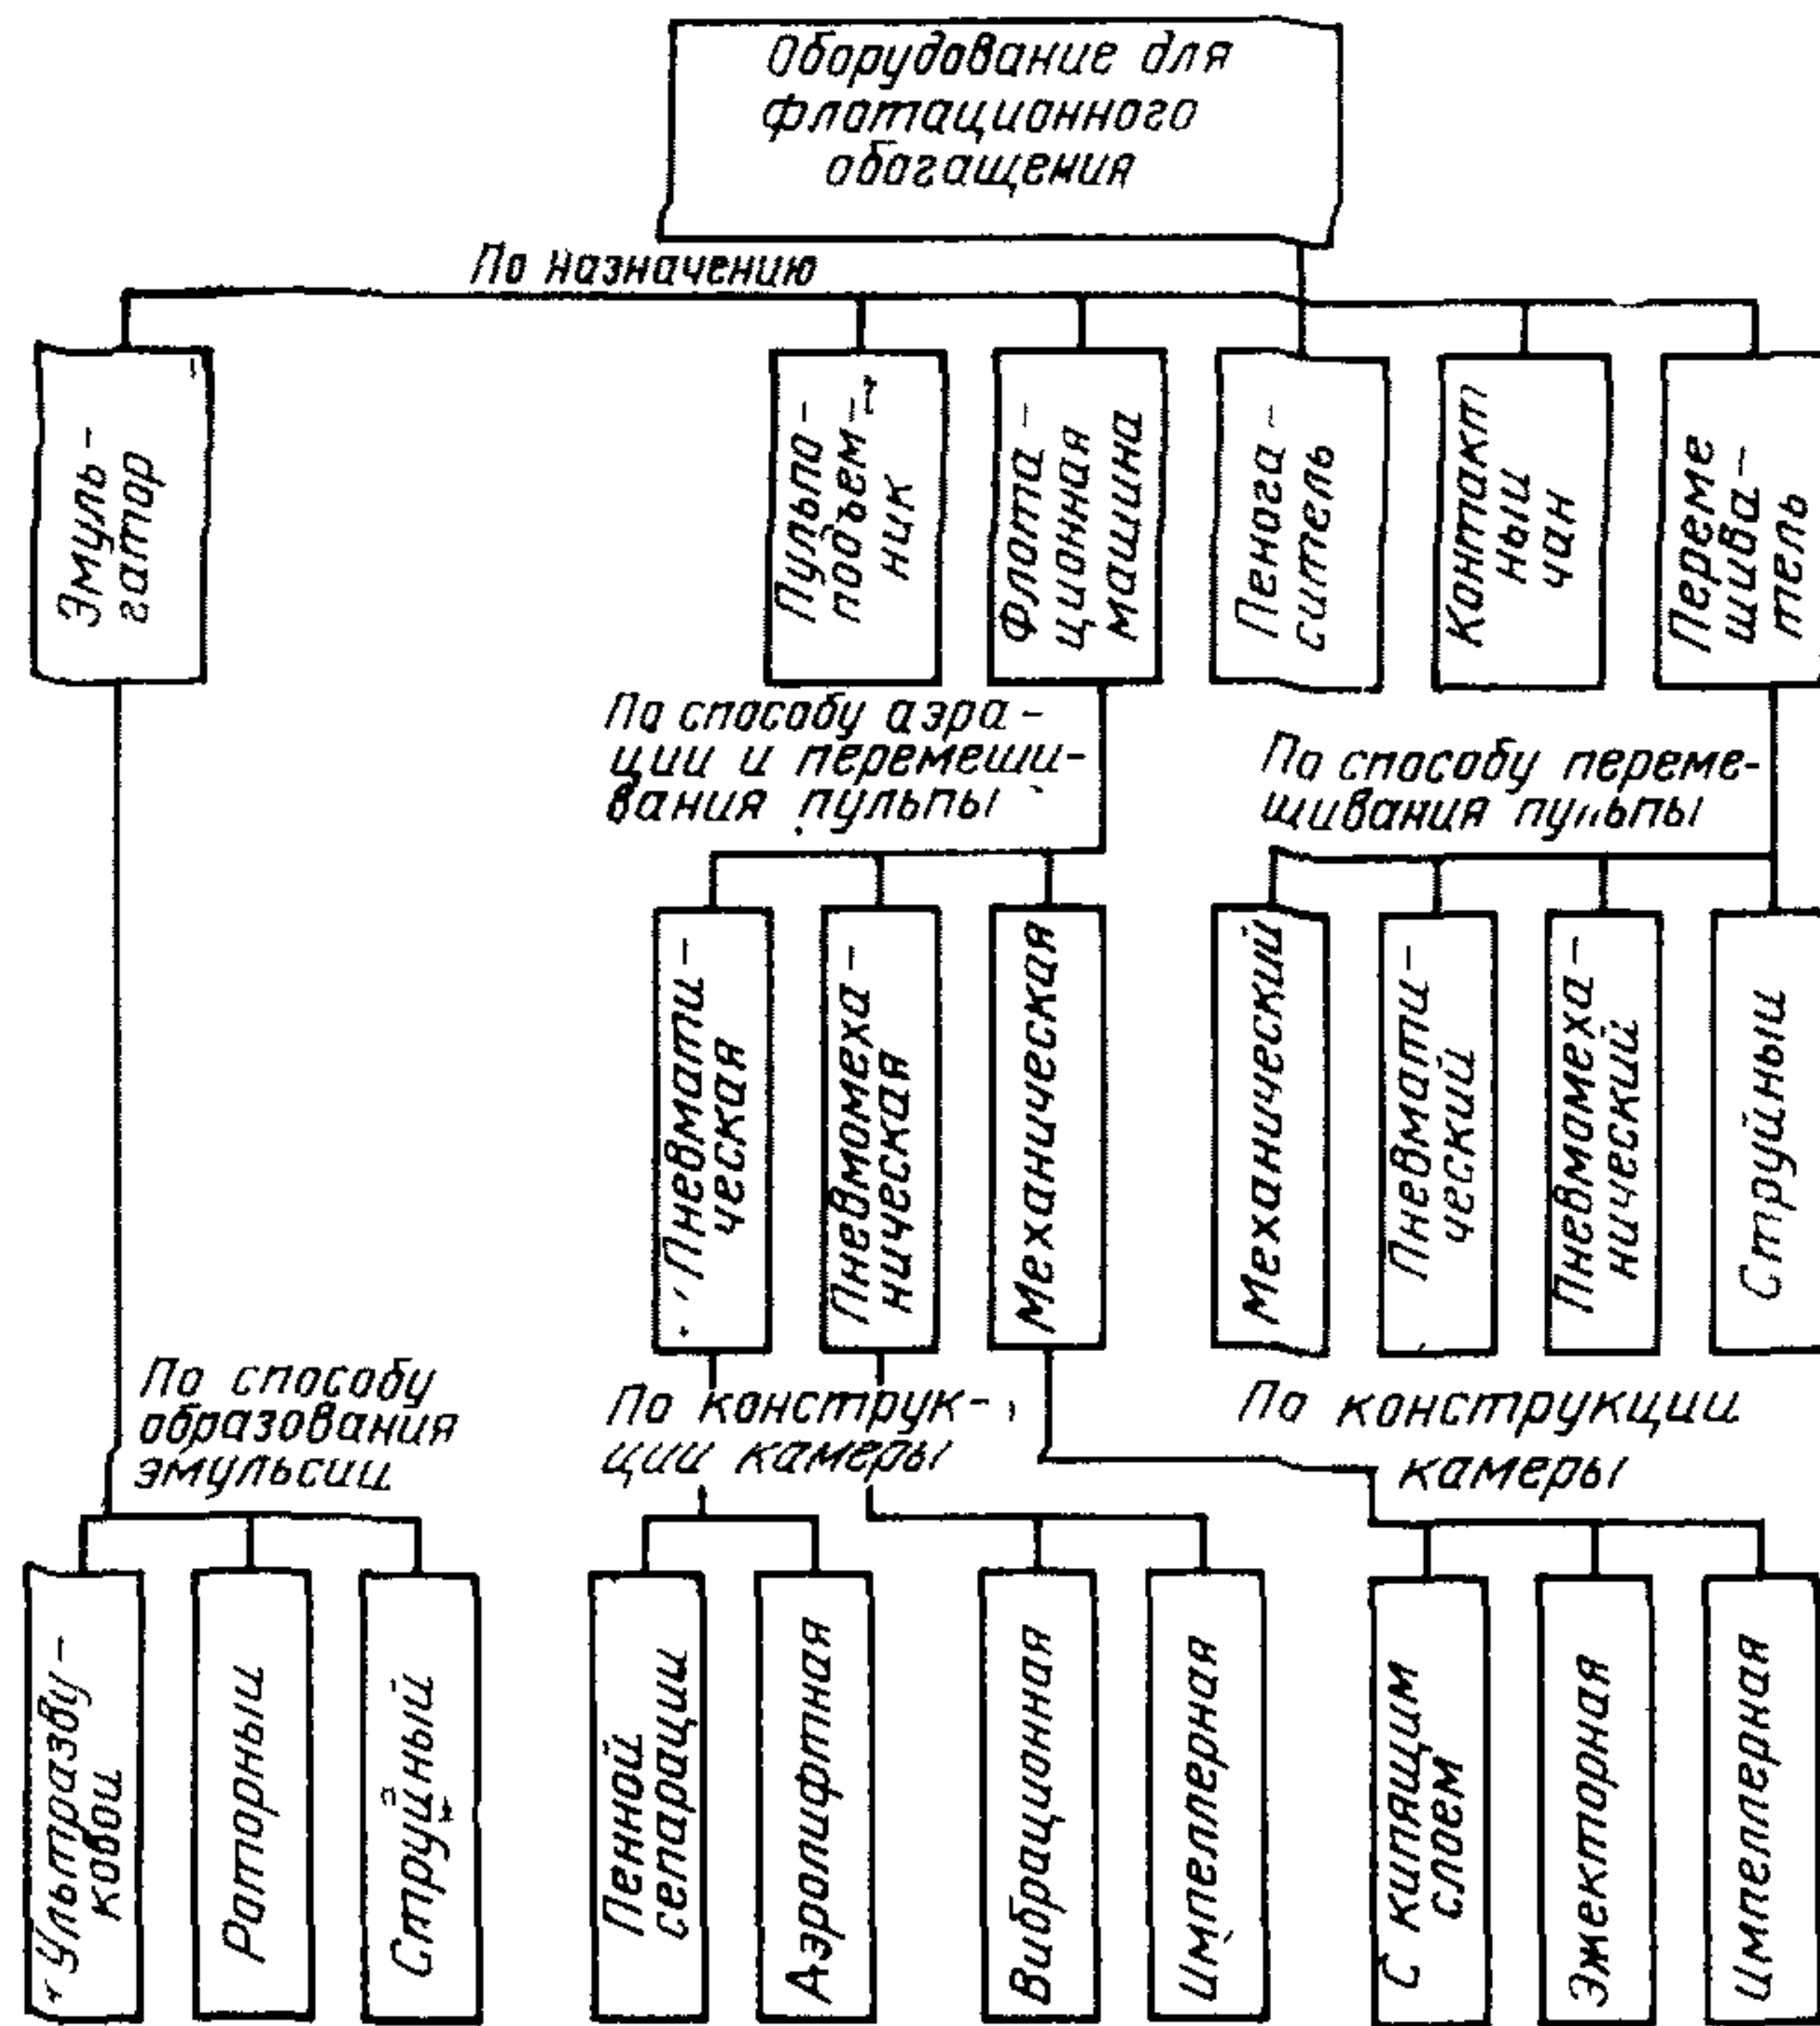 Оборудование для
флотационного
обогащения
По назначению
Эмуль-
гатор
Пульпо-
подъем-
ник
Флота-
ционная
машина
Пенога-
ситель
Контакт
ный
чан
Переме
шива-
тель
По способу аэра-
ции и перемеши-
вания пульпы
По способу переме-
шивания пульпы
Пневмати-
ческая
Пневмомеха-
ническая
Механическая
Механический
Пневмати-
ческий
Пневмомеха-
нический
Струйный
По способу
образования
эмульсии
По конструк-
ции камеры
По конструкции
камеры
Ультразву-
ковой
Роторный
Струйный
Пенной
сепарации
Аэролифтная
Вибрационная
Импеллерная
С кипящим
слоем
Эжекторная
Импеллерная